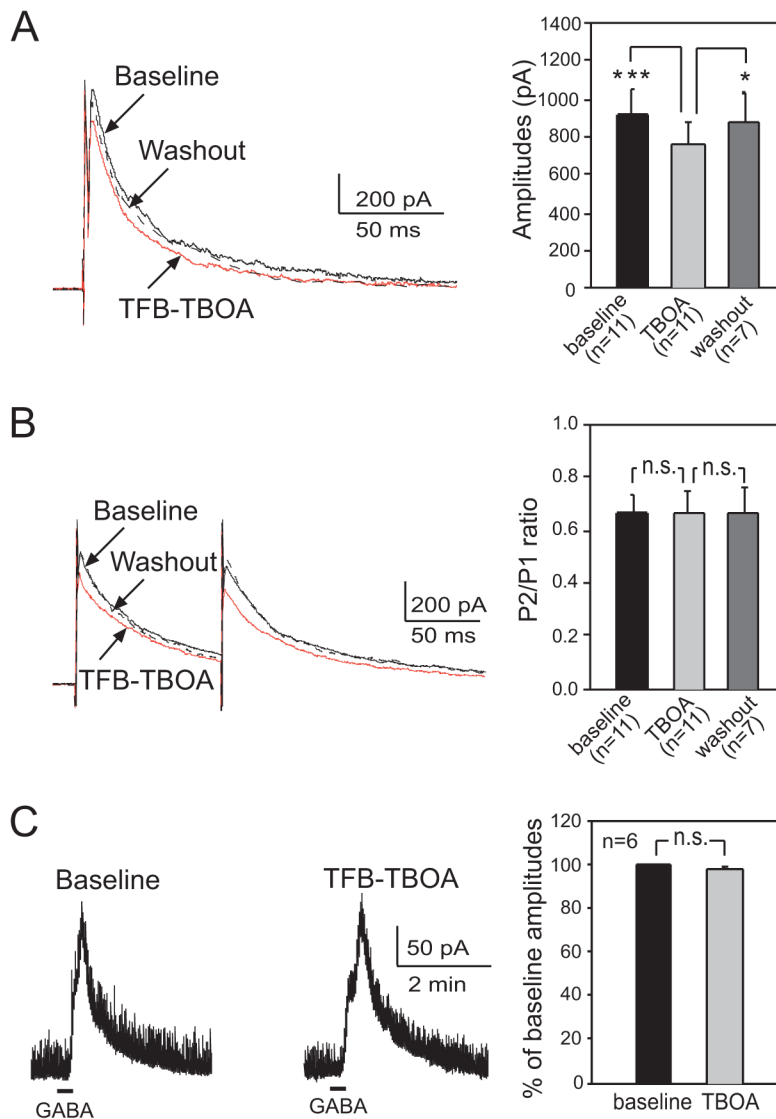 A
Baseline
Washout
TFB-TBOA
200 pA
50 ms
Amplitudes (pA)
1400
1200
1000
800
600
400
200
0
***
*
baseline
(n=11)
TBOA
(n=11)
washout
(n=7)
B
Baseline
Washout
TFB-TBOA
200 pA
50 ms
P2/P1 ratio
1.0
0.8
0.6
0.4
0.2
0.0
n.s.
n.s.
baseline
(n=11)
TBOA
(n=11)
washout
(n=7)
C
Baseline
GABA
TFB-TBOA
GABA
50 pA
2 min
% of baseline amplitudes
120
100
80
60
40
20
0
n=6
n.s.
baseline
TBOA